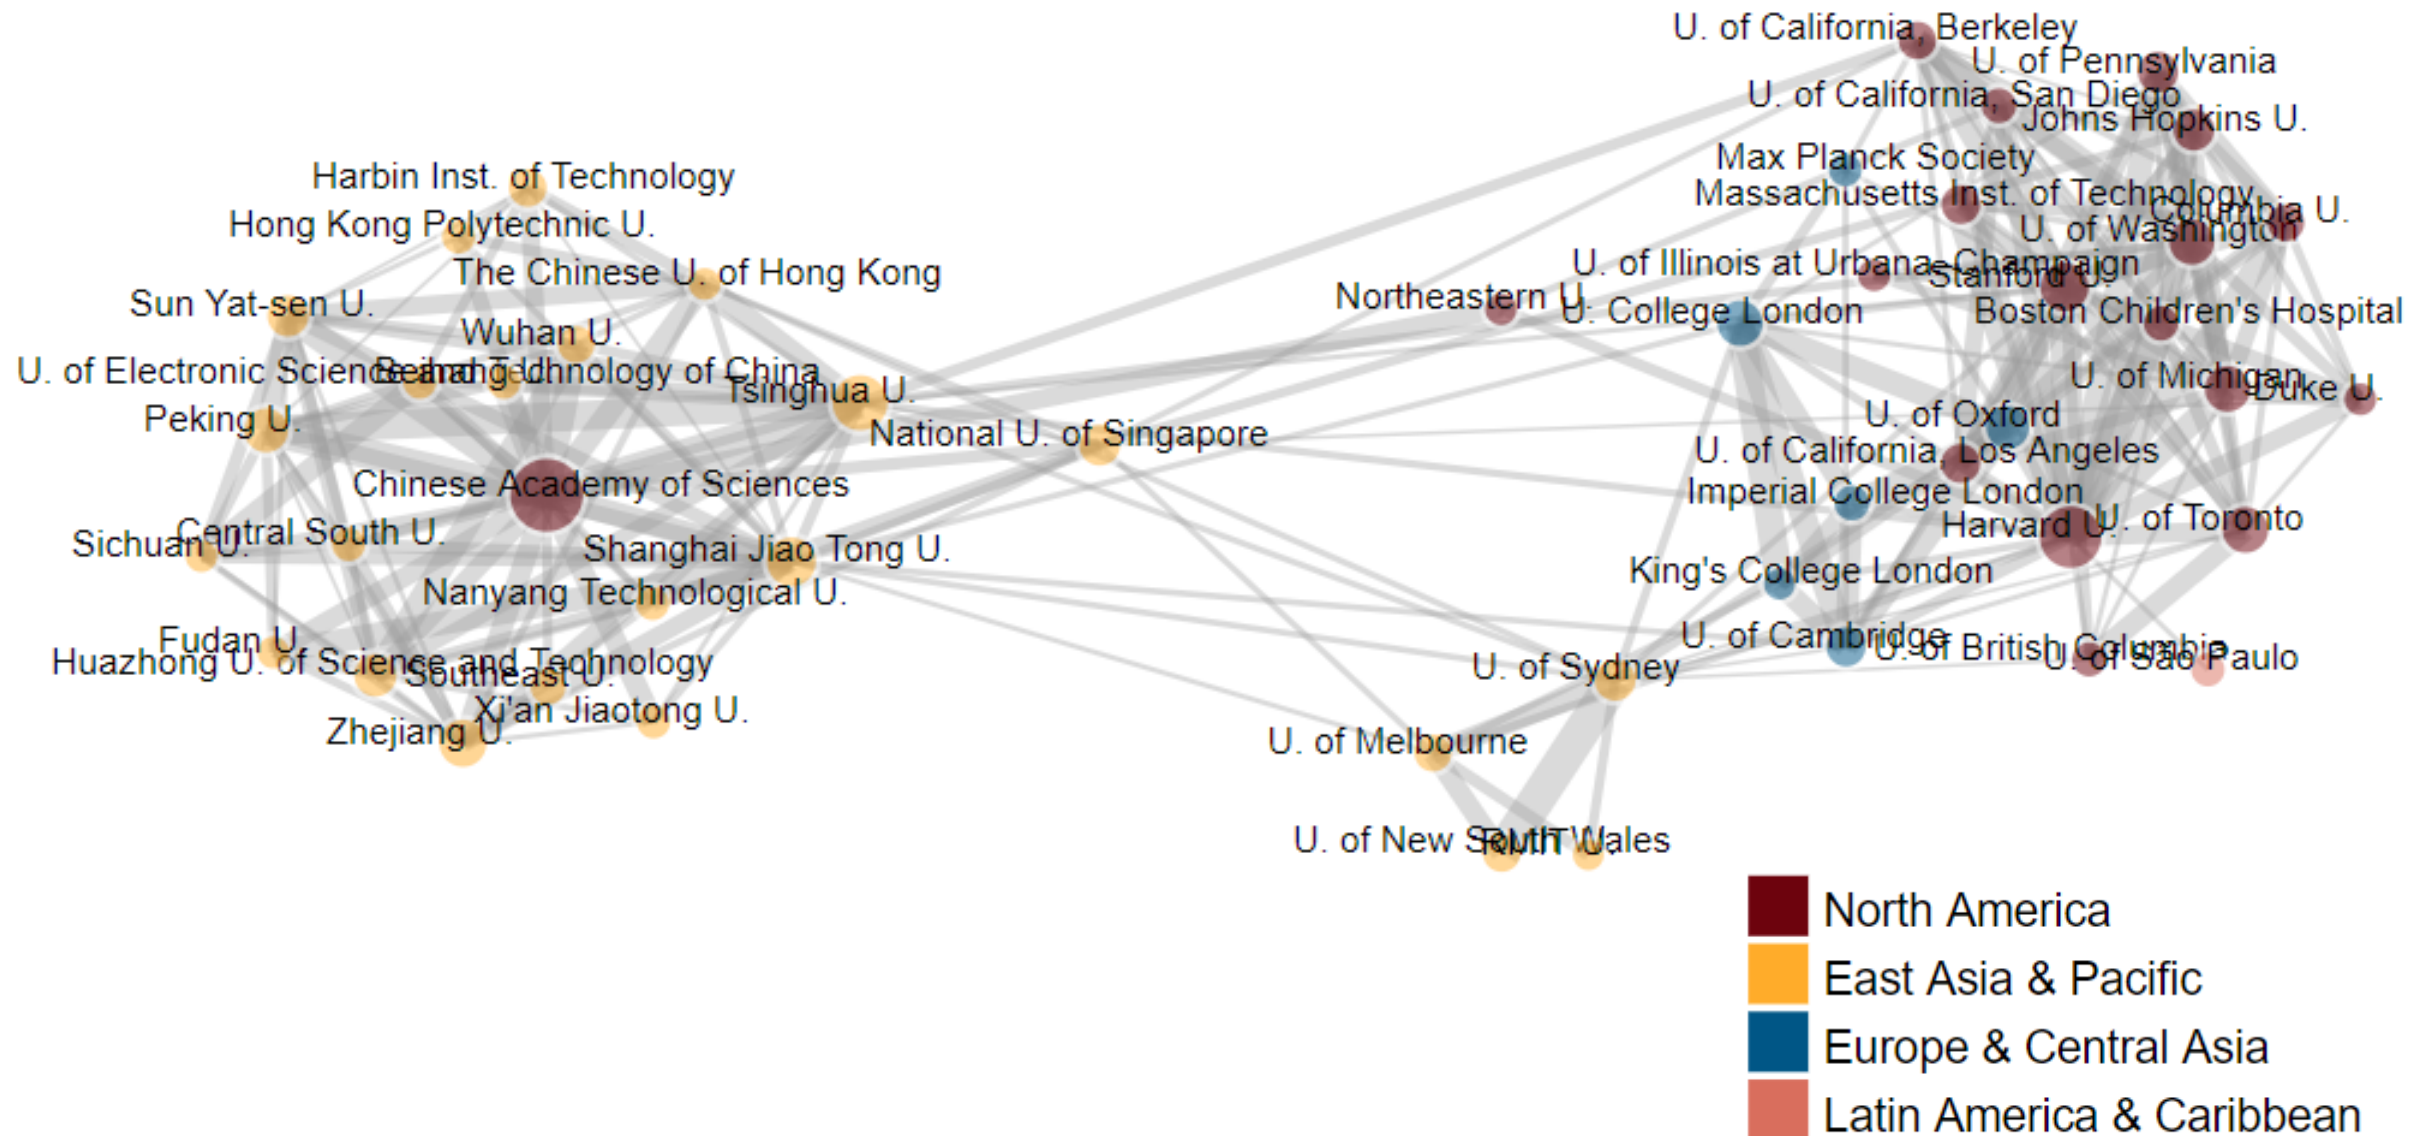 U. of California, Berkeley
U. of Pennsylvania
U. of California, San Diego
Johns Hopkins U.
Max Planck Society
Harbin Inst. of Technology
Massachusetts Inst. of Technology
Columbia U.
Hong Kong Polytechnic U.
U. of Washington
The Chinese U. of Hong Kong
U. of Illinois at Urbana-Champaign
Stanford U.
Sun Yat-sen U.
Northeastern U.
U. College London
Boston Children's Hospital
Wuhan U.
U. of Electronic Science and Technology of China
Beihang U.
Tsinghua U.
U. of Michigan
Duke U.
Peking U.
U. of Oxford
National U. of Singapore
U. of California, Los Angeles
Chinese Academy of Sciences
Imperial College London
Harvard U.
U. of Toronto
Central South U.
Sichuan U.
Shanghai Jiao Tong U.
King's College London
Nanyang Technological U.
Fudan U.
U. of Cambridge
U. of British Columbia
U. of São Paulo
Huazhong U. of Science and Technology
Southeast U.
U. of Sydney
Xi'an Jiaotong U.
Zhejiang U.
U. of Melbourne
U. of New South Wales
RMIT U.
North America
East Asia & Pacific
Europe & Central Asia
Latin America & Caribbean